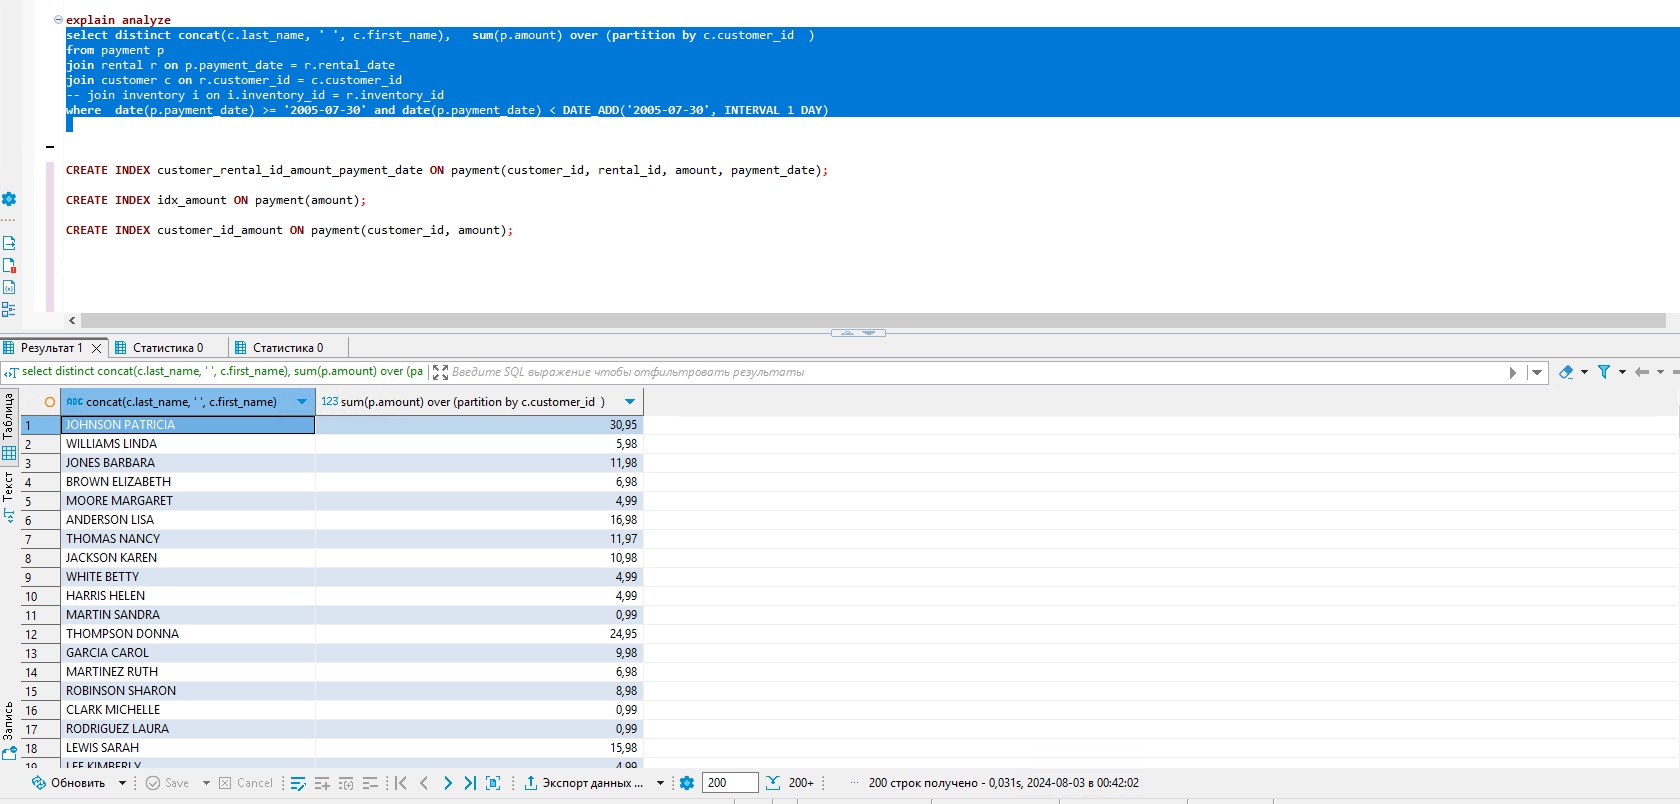 explain analyze
select distinct concat(c.last_name, ' ', c.first_name),   sum(p.amount) over (partition by c.customer_id  )
from payment p
join rental r on p.payment_date = r.rental_date
join customer c on r.customer_id = c.customer_id
-- join inventory i on i.inventory_id = r.inventory_id
where  date(p.payment_date) >= '2005-07-30' and date(p.payment_date) < DATE_ADD('2005-07-30', INTERVAL 1 DAY)
CREATE INDEX customer_rental_id_amount_payment_date ON payment(customer_id, rental_id, amount, payment_date);
CREATE INDEX idx_amount ON payment(amount);
CREATE INDEX customer_id_amount ON payment(customer_id, amount);
Результат 1 Статистика 0 Статистика 0
select distinct concat(c.last_name, ' ', c.first_name), sum(p.amount) over (pa Введите SQL выражение чтобы отфильтровать результаты
Таблица
Текст
Запись
ABC concat(c.last_name, ' ', c.first_name) 123 sum(p.amount) over (partition by c.customer_id )
1 JOHNSON PATRICIA 30,95
2 WILLIAMS LINDA 5,98
3 JONES BARBARA 11,98
4 BROWN ELIZABETH 6,98
5 MOORE MARGARET 4,99
6 ANDERSON LISA 16,98
7 THOMAS NANCY 11,97
8 JACKSON KAREN 10,98
9 WHITE BETTY 4,99
10 HARRIS HELEN 4,99
11 MARTIN SANDRA 0,99
12 THOMPSON DONNA 24,95
13 GARCIA CAROL 9,98
14 MARTINEZ RUTH 6,98
15 ROBINSON SHARON 8,98
16 CLARK MICHELLE 0,99
17 RODRIGUEZ LAURA 0,99
18 LEWIS SARAH 15,98
19 LEE KIMBERLY 4,99
Обновить Save Cancel Экспорт данных ... 200 200+ 200 строк получено - 0,031s, 2024-08-03 в 00:42:02